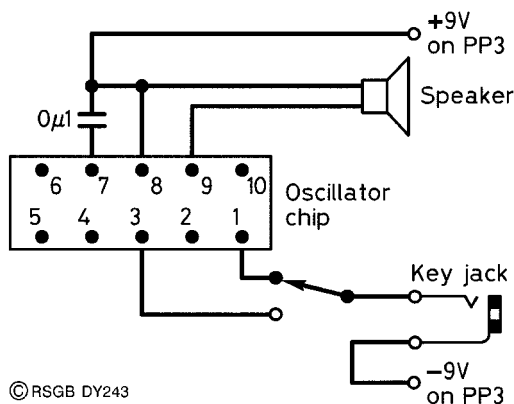 +9V
on PP3
Speaker
0μ1
6 7 8 9 10
5 4 3 2 1
Oscillator
chip
Key jack
−9V
on PP3
© RSGB DY243